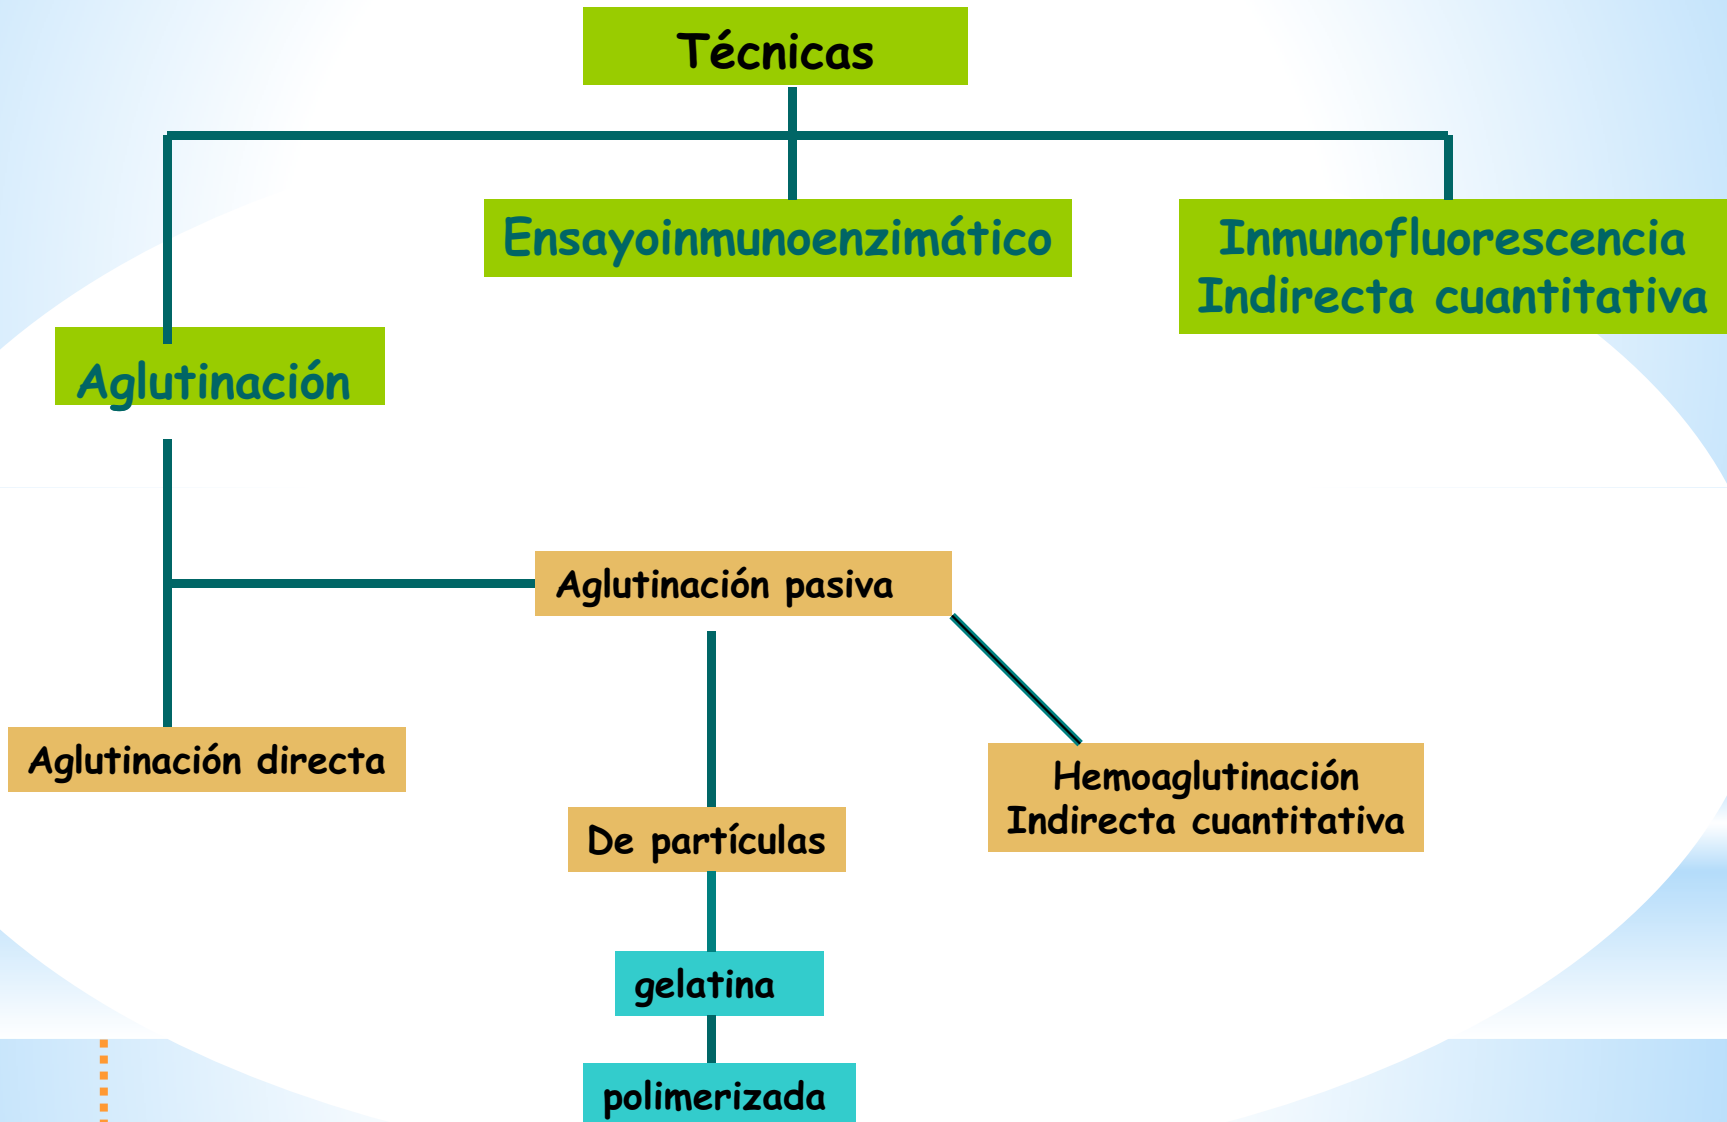 Técnicas
Ensayoinmunoenzimático
Inmunofluorescencia
Indirecta cuantitativa
Aglutinación
Aglutinación pasiva
Aglutinación directa
Hemoaglutinación
Indirecta cuantitativa
De partículas
gelatina
polimerizada